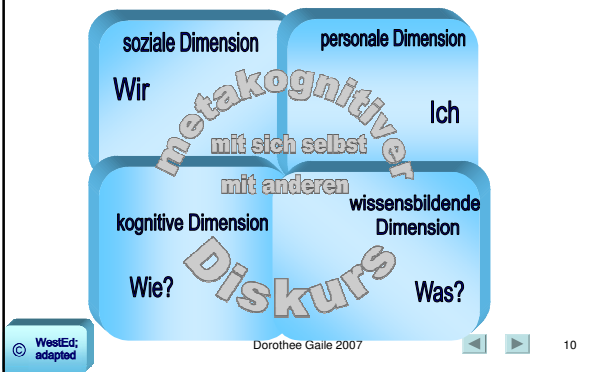 soziale Dimension
Wir
personale Dimension
Ich
metakognitiver
mit sich selbst
mit anderen
kognitive Dimension
Wie?
wissensbildende
Dimension
Was?
Diskurs
© WestEd;
adapted
Dorothee Gaile 2007
10